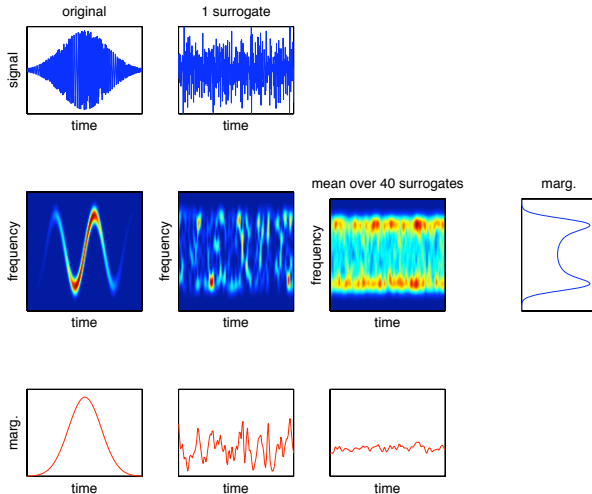 original
1 surrogate
signal
time
time
mean over 40 surrogates
marg.
frequency
frequency
frequency
time
time
time
marg.
time
time
time